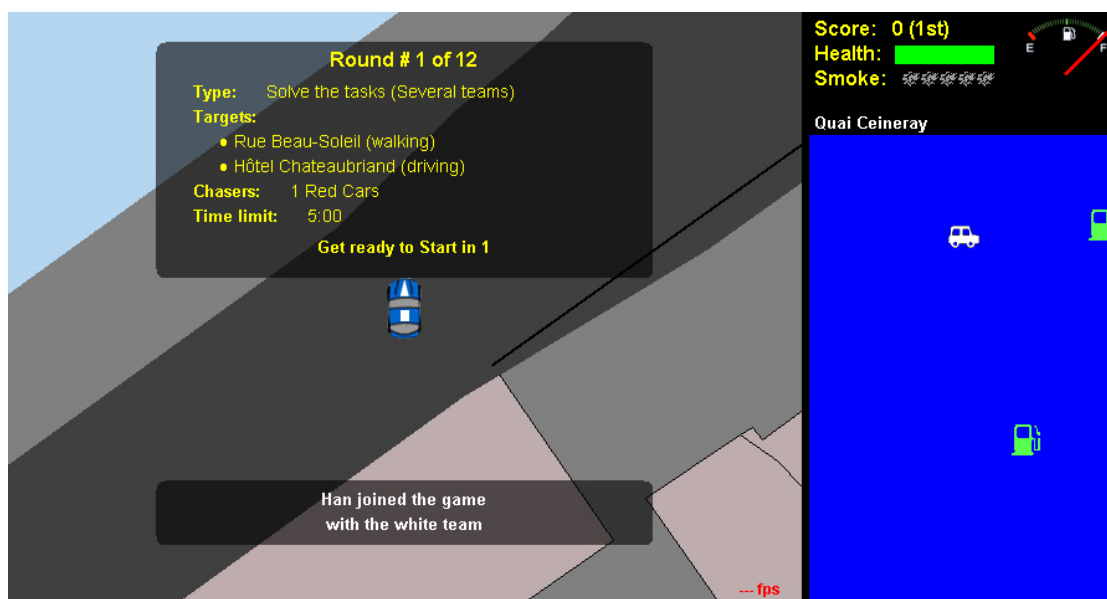 Round # 1 of 12
Type: Solve the tasks (Several teams)
Targets:
● Rue Beau-Soleil (walking)
● Hôtel Chateaubriand (driving)
Chasers: 1 Red Cars
Time limit: 5:00
Get ready to Start in 1
Han joined the game
with the white team
--- fps
Score: 0 (1st)
Health:
Smoke:
E F
Quai Ceineray